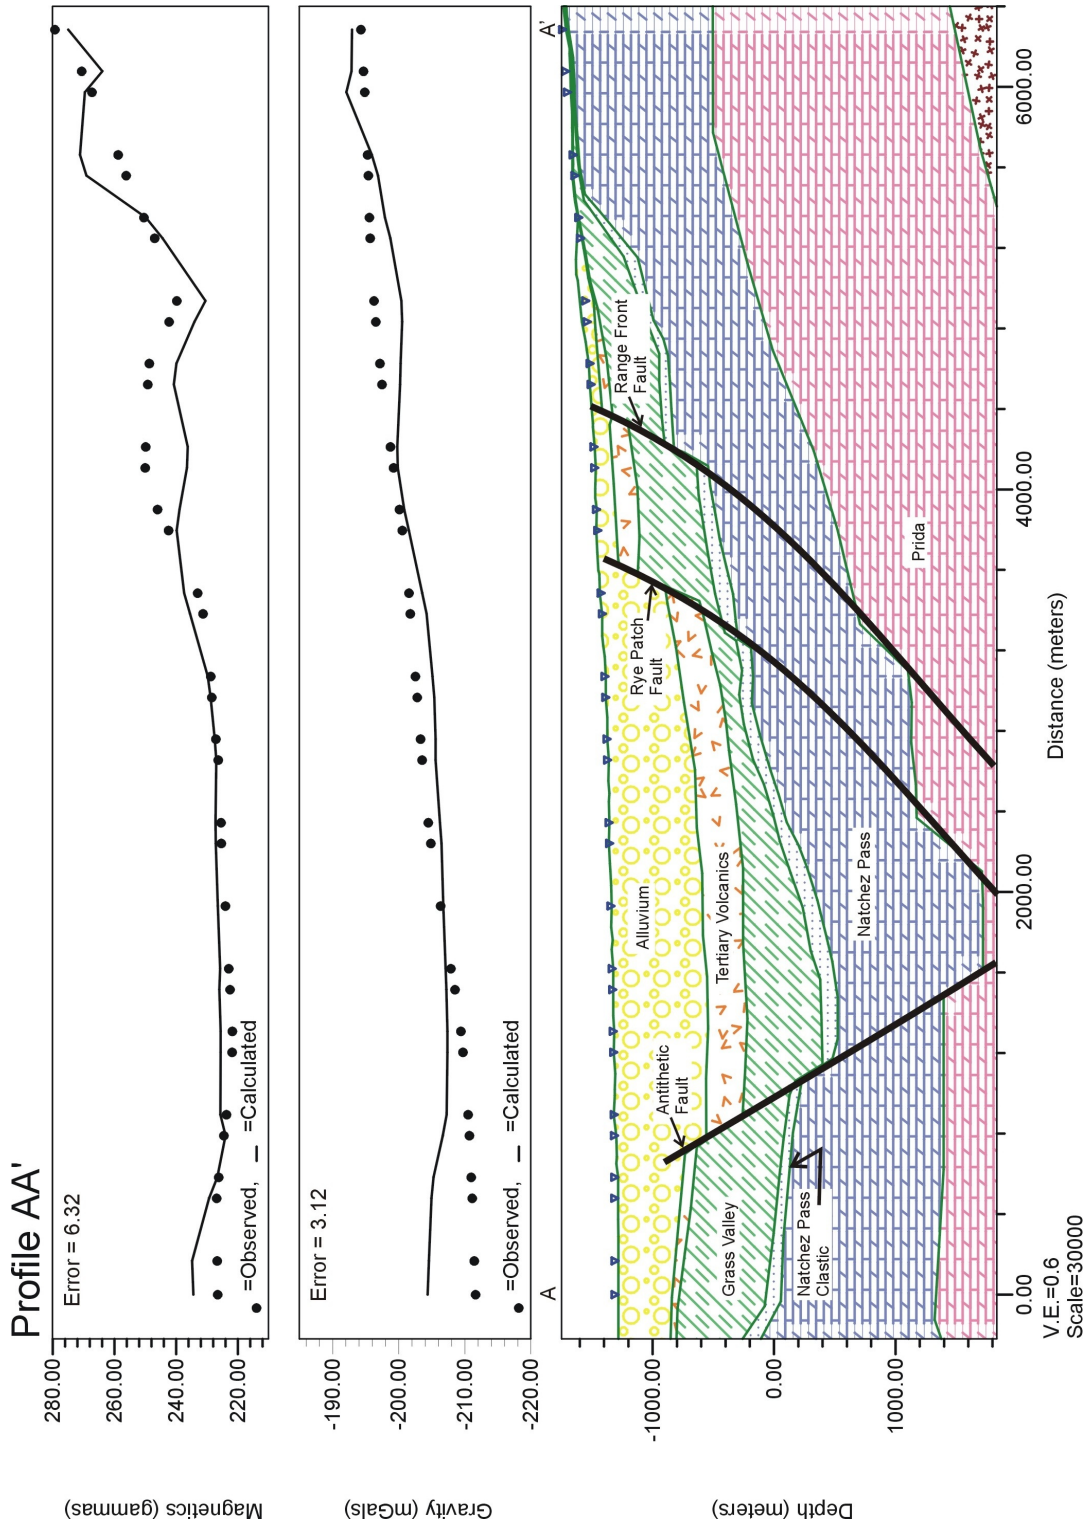 Profile AA'
Magnetics (gammas)
280.00
260.00
240.00
220.00
Error = 6.32
=Observed, =Calculated
Gravity (mGals)
-190.00
-200.00
-210.00
-220.00
Error = 3.12
=Observed, =Calculated
A
A'
Depth (meters)
-1000.00
0.00
1000.00
Alluvium
Antithetic
Fault
Tertiary Volcanics
Grass Valley
Natchez Pass
Clastic
Natchez Pass
Rye Patch
Fault
Range Front
Fault
Prida
0.00
2000.00
4000.00
6000.00
Distance (meters)
V.E.=0.6
Scale=30000